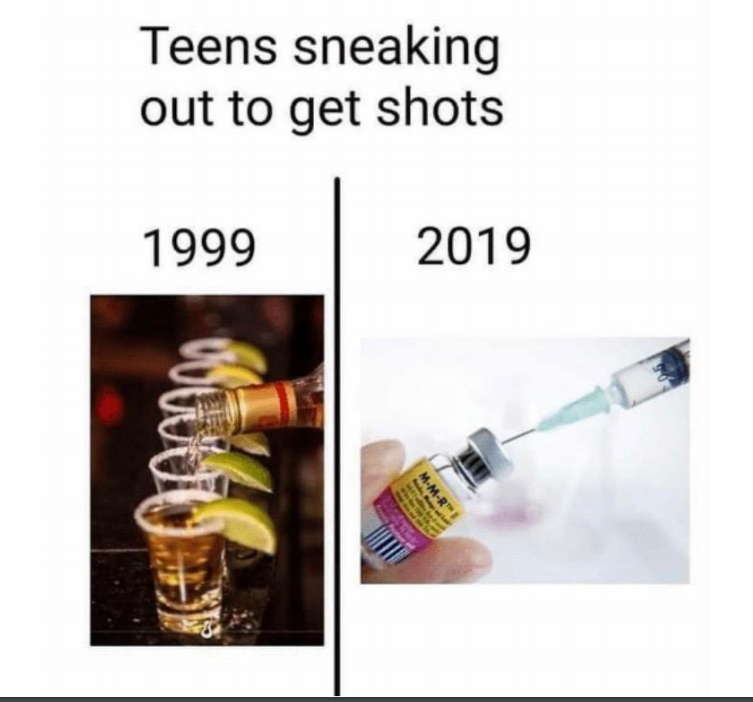 Teens sneaking
out to get shots
1999
2019
M-M-R